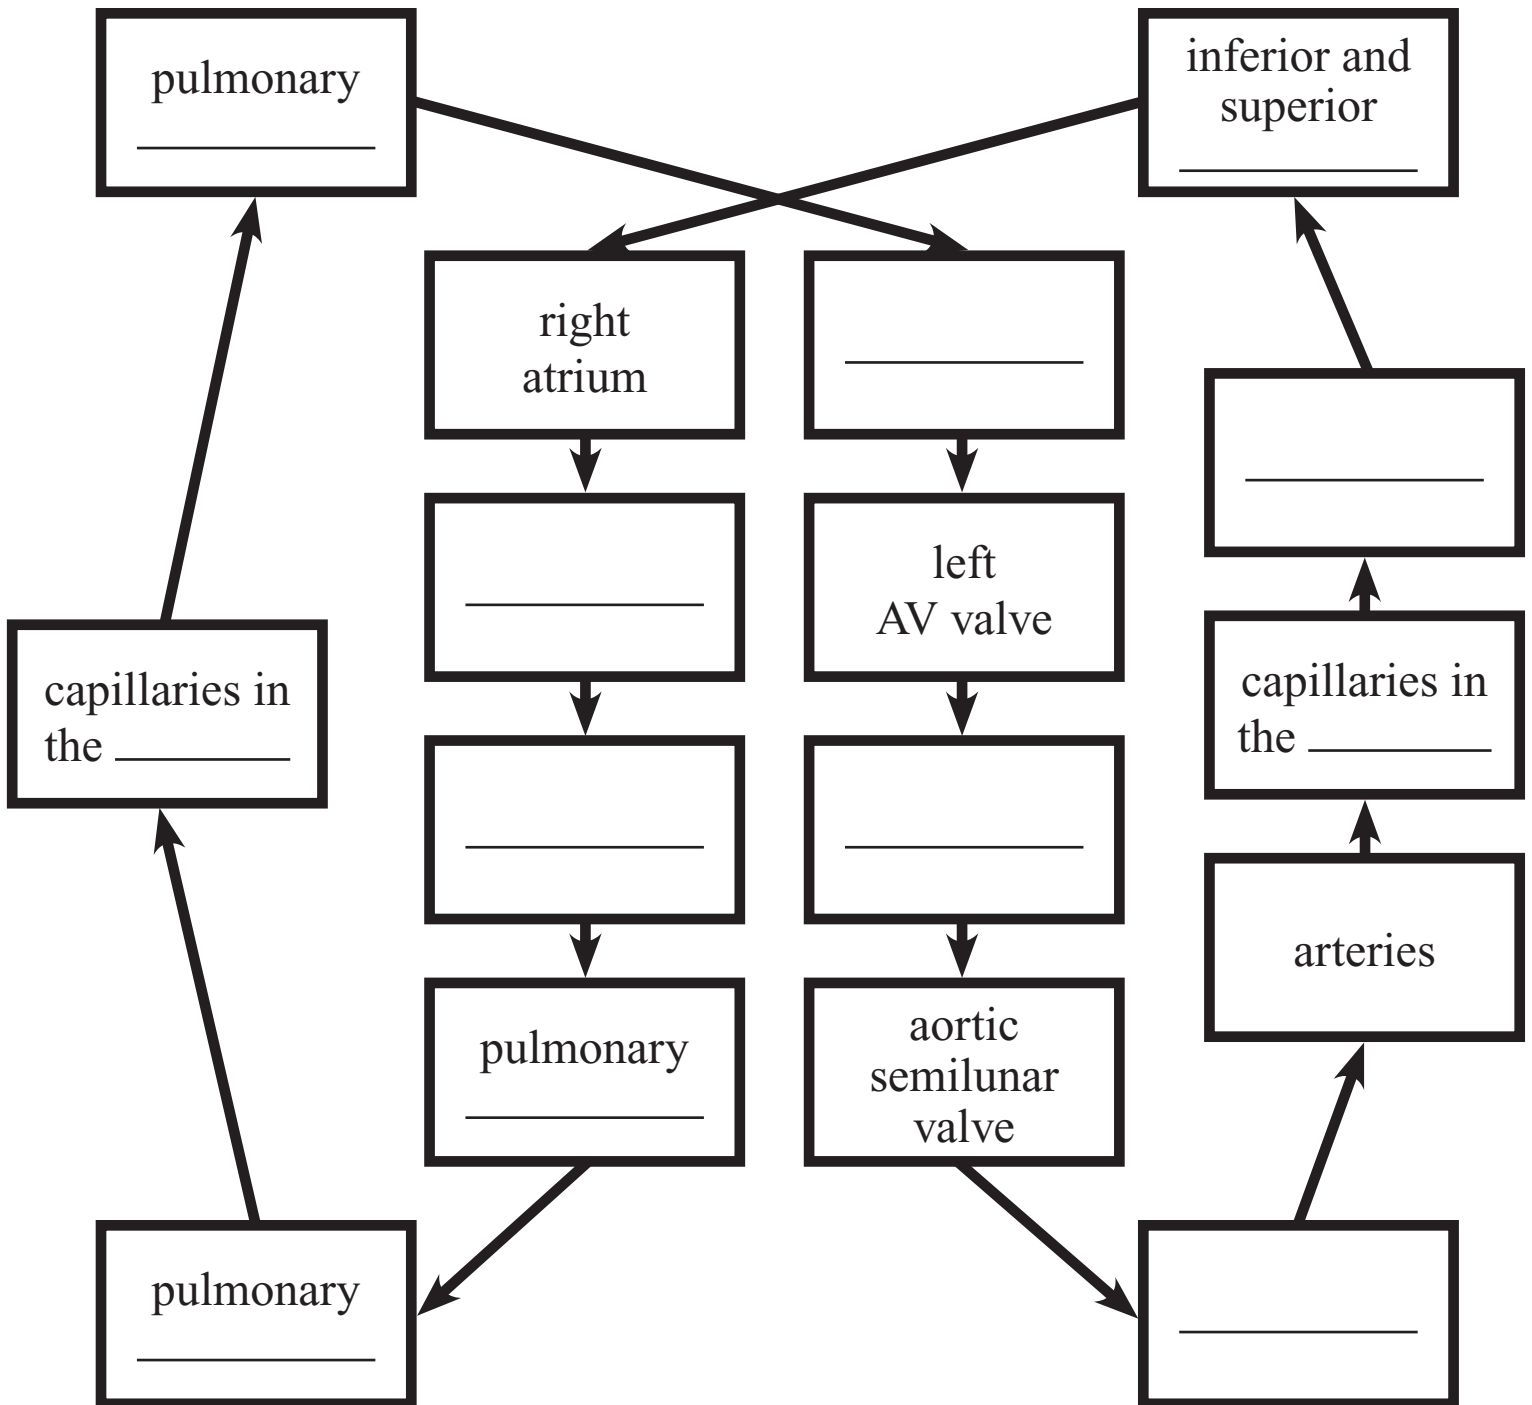 pulmonary
inferior and
superior
right
atrium
left
AV valve
capillaries in
the
capillaries in
the
arteries
pulmonary
aortic
semilunar
valve
pulmonary